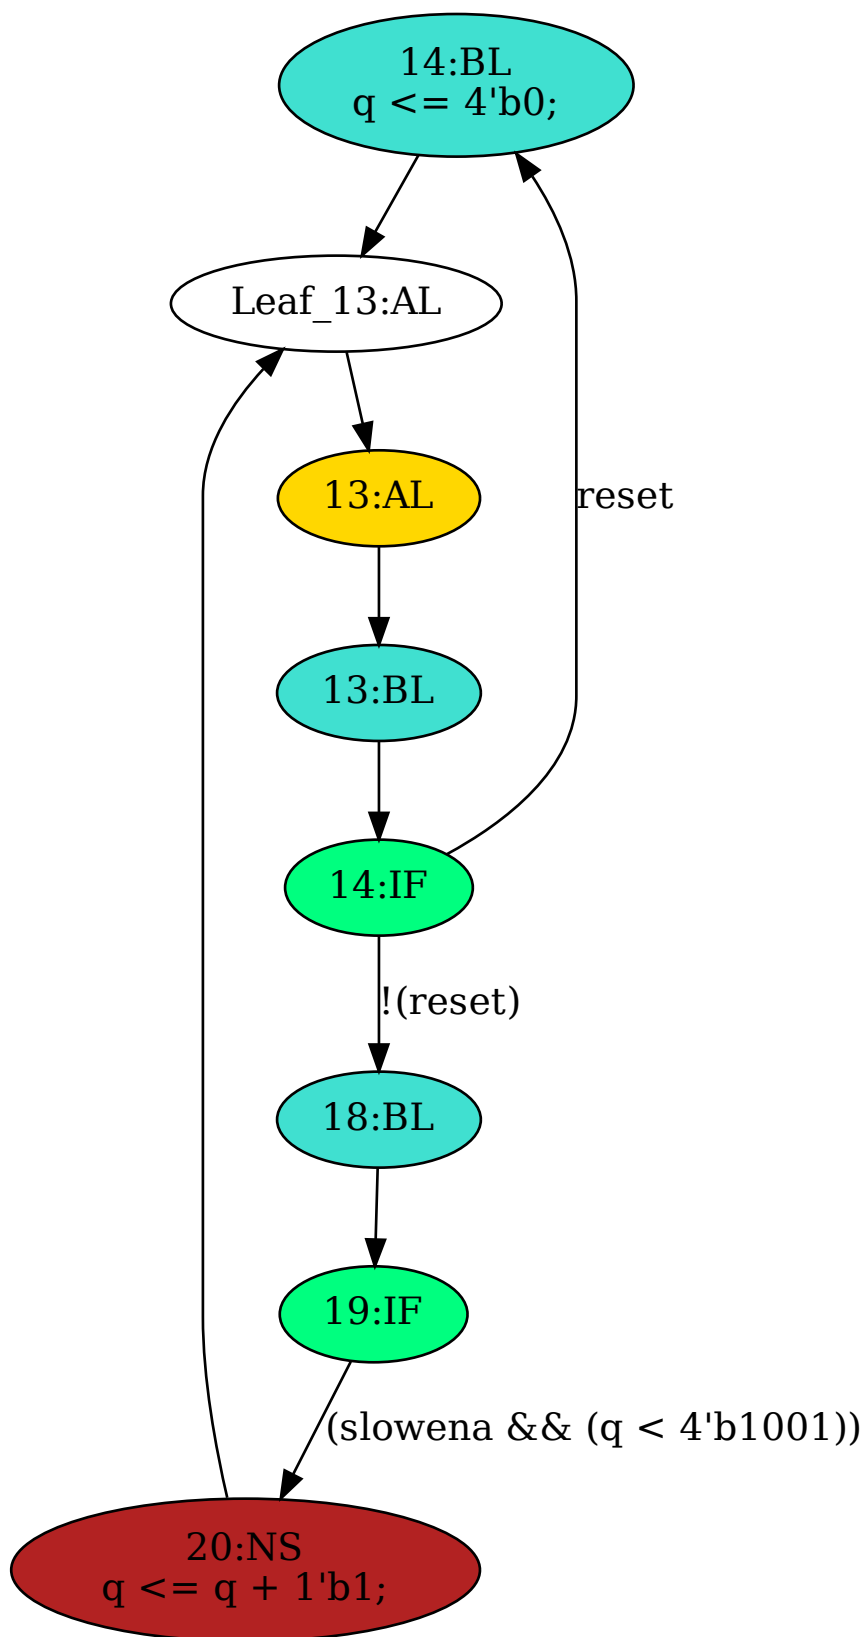 14:BL
q <= 4'b0;
Leaf_13:AL
13:AL
reset
13:BL
14:IF
!(reset)
18:BL
19:IF
(slowena && (q < 4'b1001))
20:NS
q <= q + 1'b1;